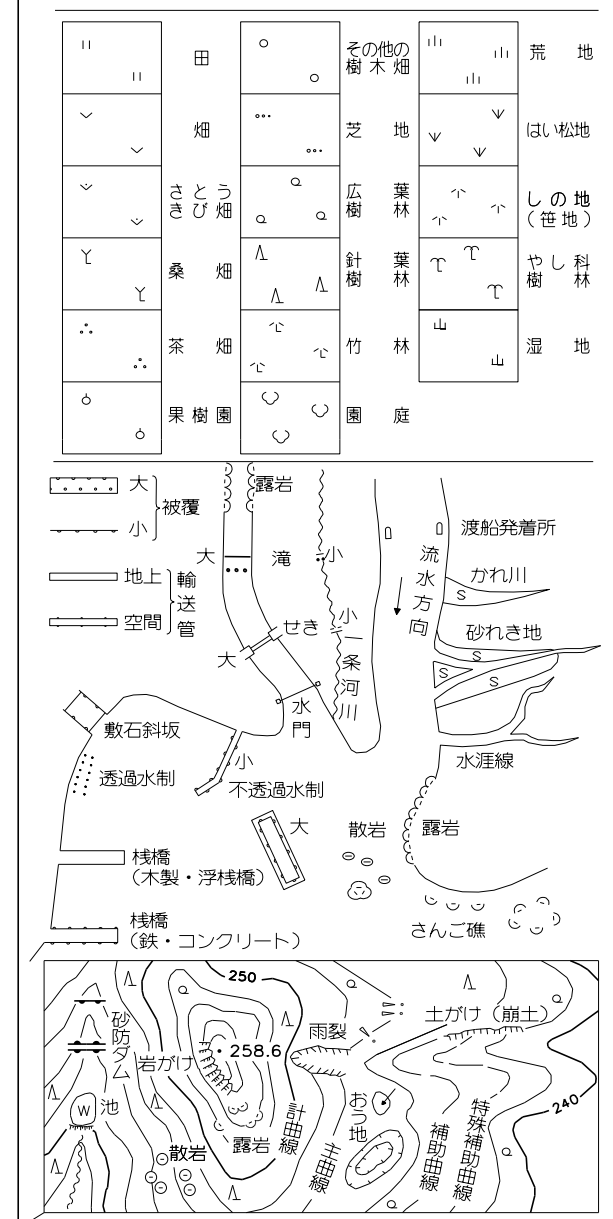 田
畑
さとう
きび畑
桑畑
茶畑
果樹園
その他の
樹木畑
芝地
広葉
樹林
針葉
樹林
竹林
園庭
荒地
はい松地
しの地
(笹地)
やし科
樹林
湿地
大
小
被覆
地上
空間
輸送管
露岩
大
滝
小
せき
大
小
一条河川
水門
渡船発着所
流水方向
かれ川
S
砂れき地
S
S
S
水涯線
敷石斜坂
透過水制
小
不透過水制
大
桟橋
(木製・浮桟橋)
桟橋
(鉄・コンクリート)
散岩
露岩
さんご礁
250
砂防ダム
岩がけ
258.6
雨裂
土がけ(崩土)
W
池
露岩
散岩
計曲線
主曲線
おう地
補助曲線
特殊補助曲線
240